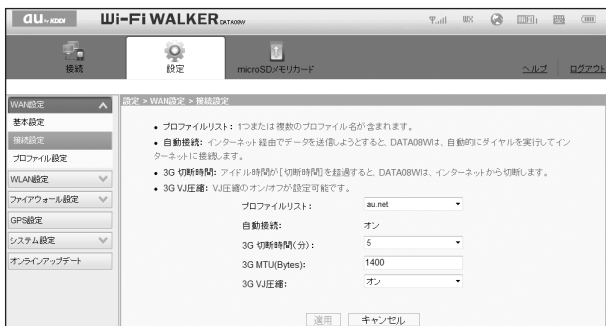 au by KDDI Wi-Fi WALKER DATA08W
接続 設定 microSDメモリカード ヘルプ ログアウト
WAN設定
基本設定
接続設定
プロファイル設定
WLAN設定
ファイアウォール設定
GPS設定
システム設定
オンラインアップデート
設定 > WAN設定 > 接続設定
• プロファイルリスト: 1つまたは複数のプロファイル名が含まれます。
• 自動接続: インターネット経由でデータを送信しようとすると、DATA08Wは、自動的にダイヤルを実行してイン
ターネットに接続します。
• 3G 切断時間: アイドル時間が[切断時間]を超過すると、DATA08Wは、インターネットから切断します。
• 3G VJ圧縮: VJ圧縮のオン/オフが設定可能です。
プロファイルリスト: au.net
自動接続: オン
3G 切断時間(分): 5
3G MTU(Bytes): 1400
3G VJ圧縮: オン
適用 キャンセル